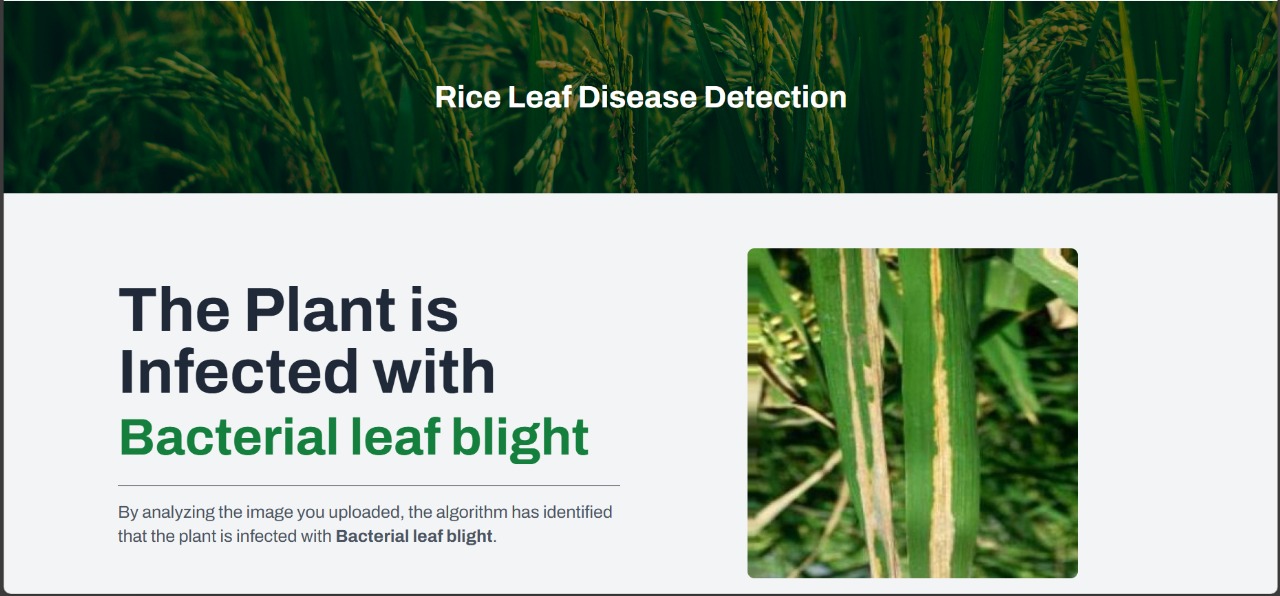 Rice Leaf Disease Detection
The Plant is
Infected with
Bacterial leaf blight
By analyzing the image you uploaded, the algorithm has identified
that the plant is infected with Bacterial leaf blight.